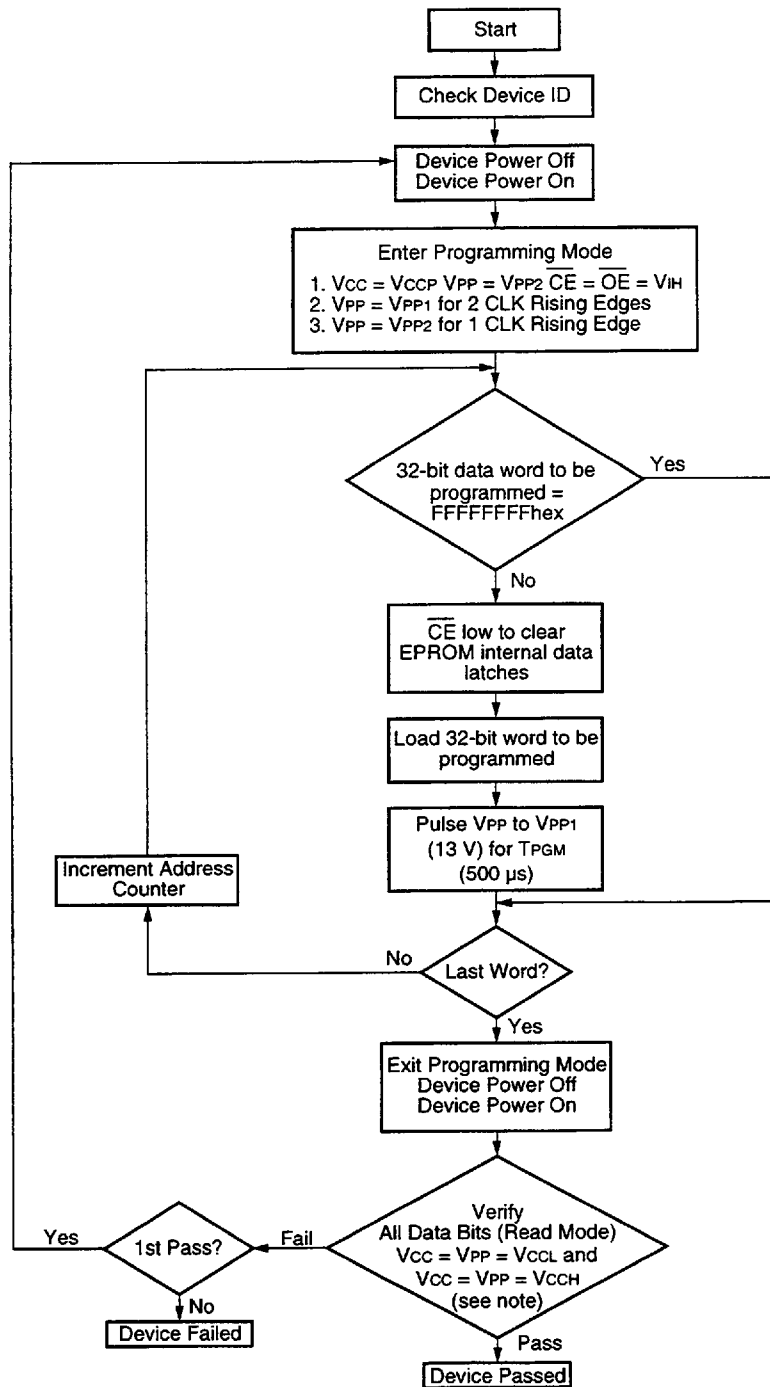 Start
Check Device ID
Device Power Off
Device Power On
Enter Programming Mode
1. VCC = VCCP VPP = VPP2 C̅E̅ = O̅E̅ = VIH
2. VPP = VPP1 for 2 CLK Rising Edges
3. VPP = VPP2 for 1 CLK Rising Edge
32-bit data word to be
programmed =
FFFFFFFFhex
Yes
No
C̅E̅ low to clear
EPROM internal data
latches
Load 32-bit word to be
programmed
Pulse VPP to VPP1
(13 V) for TPGM
(500 µs)
Increment Address
Counter
No
Last Word?
Yes
Exit Programming Mode
Device Power Off
Device Power On
Verify
All Data Bits (Read Mode)
VCC = VPP = VCCL and
VCC = VPP = VCCH
(see note)
Fail
1st Pass?
Yes
No
Device Failed
Pass
Device Passed